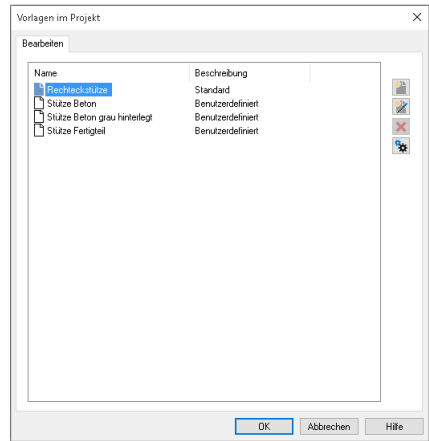 Vorlagen im Projekt
Bearbeiten
Name Beschreibung
Rechteckstütze Standard
Stütze Beton Benutzerdefiniert
Stütze Beton grau hinterlegt Benutzerdefiniert
Stütze Fertigteil Benutzerdefiniert
OK Abbrechen Hilfe